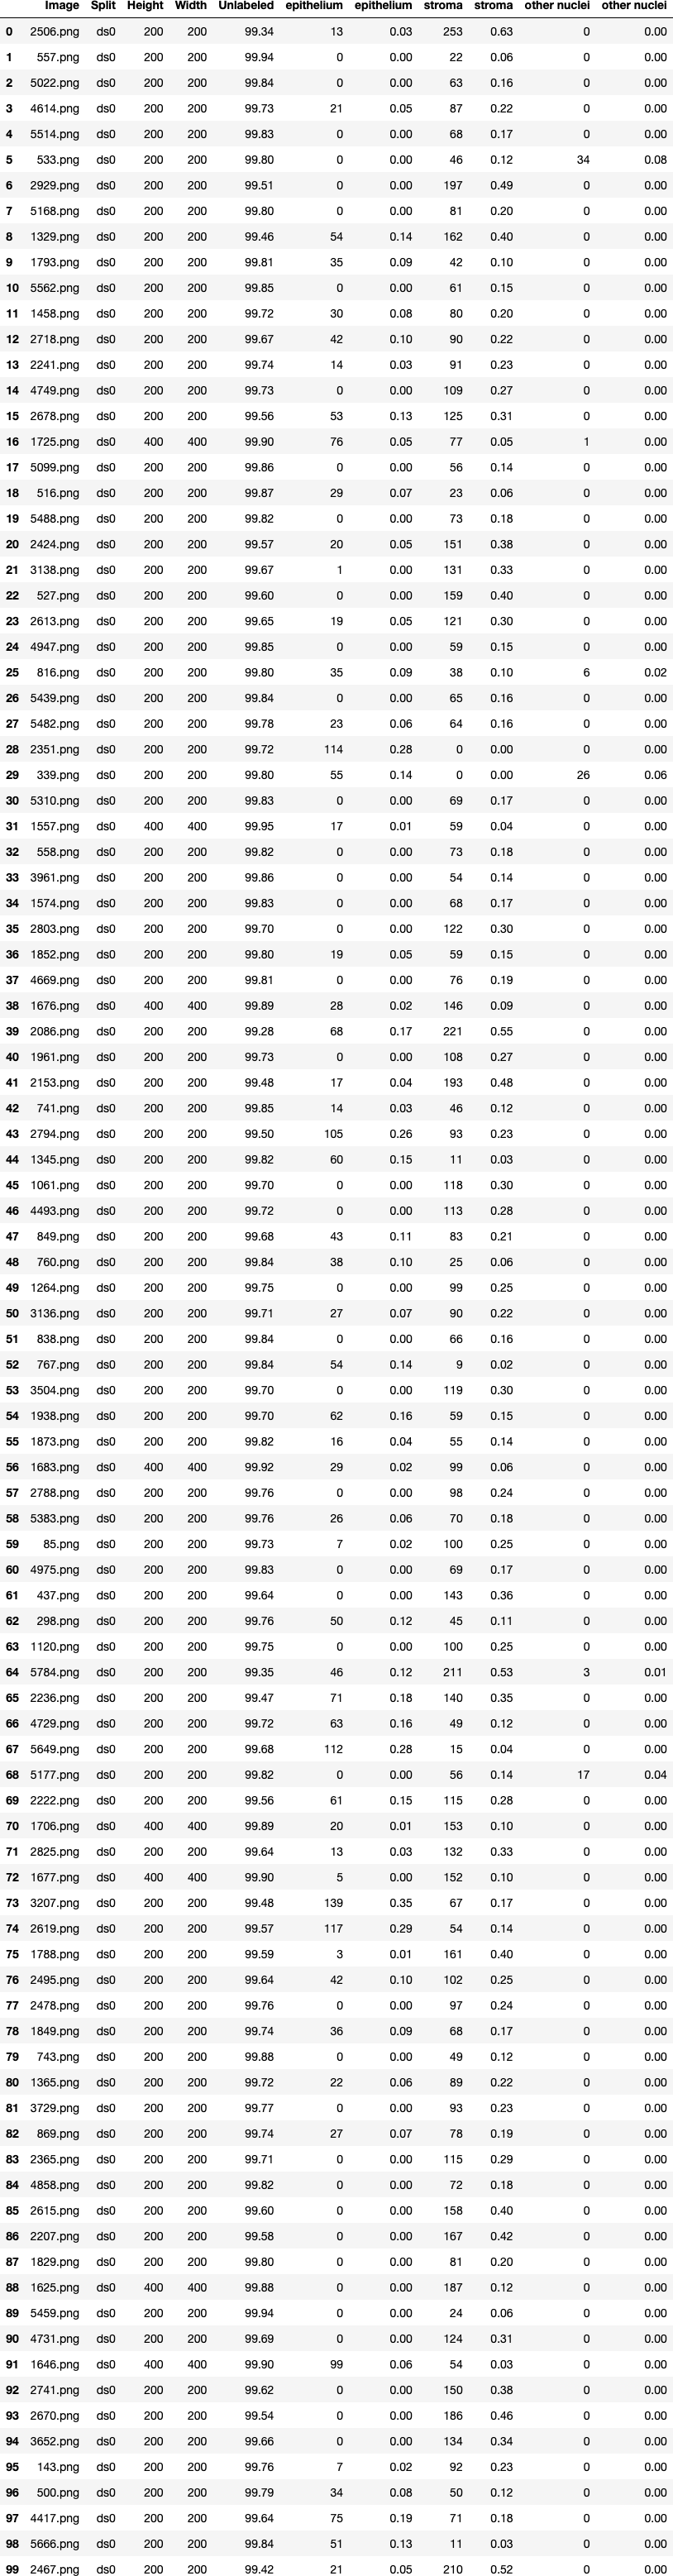 Image Split Height Width Unlabeled epithelium epithelium stroma stroma other nuclei other nuclei
0 2506.png ds0 200 200 99.34 13 0.03 253 0.63 0 0.00
1 557.png ds0 200 200 99.94 0 0.00 22 0.06 0 0.00
2 5022.png ds0 200 200 99.84 0 0.00 63 0.16 0 0.00
3 4614.png ds0 200 200 99.73 21 0.05 87 0.22 0 0.00
4 5514.png ds0 200 200 99.83 0 0.00 68 0.17 0 0.00
5 533.png ds0 200 200 99.80 0 0.00 46 0.12 34 0.08
6 2929.png ds0 200 200 99.51 0 0.00 197 0.49 0 0.00
7 5168.png ds0 200 200 99.80 0 0.00 81 0.20 0 0.00
8 1329.png ds0 200 200 99.46 54 0.14 162 0.40 0 0.00
9 1793.png ds0 200 200 99.81 35 0.09 42 0.10 0 0.00
10 5562.png ds0 200 200 99.85 0 0.00 61 0.15 0 0.00
11 1458.png ds0 200 200 99.72 30 0.08 80 0.20 0 0.00
12 2718.png ds0 200 200 99.67 42 0.10 90 0.22 0 0.00
13 2241.png ds0 200 200 99.74 14 0.03 91 0.23 0 0.00
14 4749.png ds0 200 200 99.73 0 0.00 109 0.27 0 0.00
15 2678.png ds0 200 200 99.56 53 0.13 125 0.31 0 0.00
16 1725.png ds0 400 400 99.90 76 0.05 77 0.05 1 0.00
17 5099.png ds0 200 200 99.86 0 0.00 56 0.14 0 0.00
18 516.png ds0 200 200 99.87 29 0.07 23 0.06 0 0.00
19 5488.png ds0 200 200 99.82 0 0.00 73 0.18 0 0.00
20 2424.png ds0 200 200 99.57 20 0.05 151 0.38 0 0.00
21 3138.png ds0 200 200 99.67 1 0.00 131 0.33 0 0.00
22 527.png ds0 200 200 99.60 0 0.00 159 0.40 0 0.00
23 2613.png ds0 200 200 99.65 19 0.05 121 0.30 0 0.00
24 4947.png ds0 200 200 99.85 0 0.00 59 0.15 0 0.00
25 816.png ds0 200 200 99.80 35 0.09 38 0.10 6 0.02
26 5439.png ds0 200 200 99.84 0 0.00 65 0.16 0 0.00
27 5482.png ds0 200 200 99.78 23 0.06 64 0.16 0 0.00
28 2351.png ds0 200 200 99.72 114 0.28 0 0.00 0 0.00
29 339.png ds0 200 200 99.80 55 0.14 0 0.00 26 0.06
30 5310.png ds0 200 200 99.83 0 0.00 69 0.17 0 0.00
31 1557.png ds0 400 400 99.95 17 0.01 59 0.04 0 0.00
32 558.png ds0 200 200 99.82 0 0.00 73 0.18 0 0.00
33 3961.png ds0 200 200 99.86 0 0.00 54 0.14 0 0.00
34 1574.png ds0 200 200 99.83 0 0.00 68 0.17 0 0.00
35 2803.png ds0 200 200 99.70 0 0.00 122 0.30 0 0.00
36 1852.png ds0 200 200 99.80 19 0.05 59 0.15 0 0.00
37 4669.png ds0 200 200 99.81 0 0.00 76 0.19 0 0.00
38 1676.png ds0 400 400 99.89 28 0.02 146 0.09 0 0.00
39 2086.png ds0 200 200 99.28 68 0.17 221 0.55 0 0.00
40 1961.png ds0 200 200 99.73 0 0.00 108 0.27 0 0.00
41 2153.png ds0 200 200 99.48 17 0.04 193 0.48 0 0.00
42 741.png ds0 200 200 99.85 14 0.03 46 0.12 0 0.00
43 2794.png ds0 200 200 99.50 105 0.26 93 0.23 0 0.00
44 1345.png ds0 200 200 99.82 60 0.15 11 0.03 0 0.00
45 1061.png ds0 200 200 99.70 0 0.00 118 0.30 0 0.00
46 4493.png ds0 200 200 99.72 0 0.00 113 0.28 0 0.00
47 849.png ds0 200 200 99.68 43 0.11 83 0.21 0 0.00
48 760.png ds0 200 200 99.84 38 0.10 25 0.06 0 0.00
49 1264.png ds0 200 200 99.75 0 0.00 99 0.25 0 0.00
50 3136.png ds0 200 200 99.71 27 0.07 90 0.22 0 0.00
51 838.png ds0 200 200 99.84 0 0.00 66 0.16 0 0.00
52 767.png ds0 200 200 99.84 54 0.14 9 0.02 0 0.00
53 3504.png ds0 200 200 99.70 0 0.00 119 0.30 0 0.00
54 1938.png ds0 200 200 99.70 62 0.16 59 0.15 0 0.00
55 1873.png ds0 200 200 99.82 16 0.04 55 0.14 0 0.00
56 1683.png ds0 400 400 99.92 29 0.02 99 0.06 0 0.00
57 2788.png ds0 200 200 99.76 0 0.00 98 0.24 0 0.00
58 5383.png ds0 200 200 99.76 26 0.06 70 0.18 0 0.00
59 85.png ds0 200 200 99.73 7 0.02 100 0.25 0 0.00
60 4975.png ds0 200 200 99.83 0 0.00 69 0.17 0 0.00
61 437.png ds0 200 200 99.64 0 0.00 143 0.36 0 0.00
62 298.png ds0 200 200 99.76 50 0.12 45 0.11 0 0.00
63 1120.png ds0 200 200 99.75 0 0.00 100 0.25 0 0.00
64 5784.png ds0 200 200 99.35 46 0.12 211 0.53 3 0.01
65 2236.png ds0 200 200 99.47 71 0.18 140 0.35 0 0.00
66 4729.png ds0 200 200 99.72 63 0.16 49 0.12 0 0.00
67 5649.png ds0 200 200 99.68 112 0.28 15 0.04 0 0.00
68 5177.png ds0 200 200 99.82 0 0.00 56 0.14 17 0.04
69 2222.png ds0 200 200 99.56 61 0.15 115 0.28 0 0.00
70 1706.png ds0 400 400 99.89 20 0.01 153 0.10 0 0.00
71 2825.png ds0 200 200 99.64 13 0.03 132 0.33 0 0.00
72 1677.png ds0 400 400 99.90 5 0.00 152 0.10 0 0.00
73 3207.png ds0 200 200 99.48 139 0.35 67 0.17 0 0.00
74 2619.png ds0 200 200 99.57 117 0.29 54 0.14 0 0.00
75 1788.png ds0 200 200 99.59 3 0.01 161 0.40 0 0.00
76 2495.png ds0 200 200 99.64 42 0.10 102 0.25 0 0.00
77 2478.png ds0 200 200 99.76 0 0.00 97 0.24 0 0.00
78 1849.png ds0 200 200 99.74 36 0.09 68 0.17 0 0.00
79 743.png ds0 200 200 99.88 0 0.00 49 0.12 0 0.00
80 1365.png ds0 200 200 99.72 22 0.06 89 0.22 0 0.00
81 3729.png ds0 200 200 99.77 0 0.00 93 0.23 0 0.00
82 869.png ds0 200 200 99.74 27 0.07 78 0.19 0 0.00
83 2365.png ds0 200 200 99.71 0 0.00 115 0.29 0 0.00
84 4858.png ds0 200 200 99.82 0 0.00 72 0.18 0 0.00
85 2615.png ds0 200 200 99.60 0 0.00 158 0.40 0 0.00
86 2207.png ds0 200 200 99.58 0 0.00 167 0.42 0 0.00
87 1829.png ds0 200 200 99.80 0 0.00 81 0.20 0 0.00
88 1625.png ds0 400 400 99.88 0 0.00 187 0.12 0 0.00
89 5459.png ds0 200 200 99.94 0 0.00 24 0.06 0 0.00
90 4731.png ds0 200 200 99.69 0 0.00 124 0.31 0 0.00
91 1646.png ds0 400 400 99.90 99 0.06 54 0.03 0 0.00
92 2741.png ds0 200 200 99.62 0 0.00 150 0.38 0 0.00
93 2670.png ds0 200 200 99.54 0 0.00 186 0.46 0 0.00
94 3652.png ds0 200 200 99.66 0 0.00 134 0.34 0 0.00
95 143.png ds0 200 200 99.76 7 0.02 92 0.23 0 0.00
96 500.png ds0 200 200 99.79 34 0.08 50 0.12 0 0.00
97 4417.png ds0 200 200 99.64 75 0.19 71 0.18 0 0.00
98 5666.png ds0 200 200 99.84 51 0.13 11 0.03 0 0.00
99 2467.png ds0 200 200 99.42 21 0.05 210 0.52 0 0.00